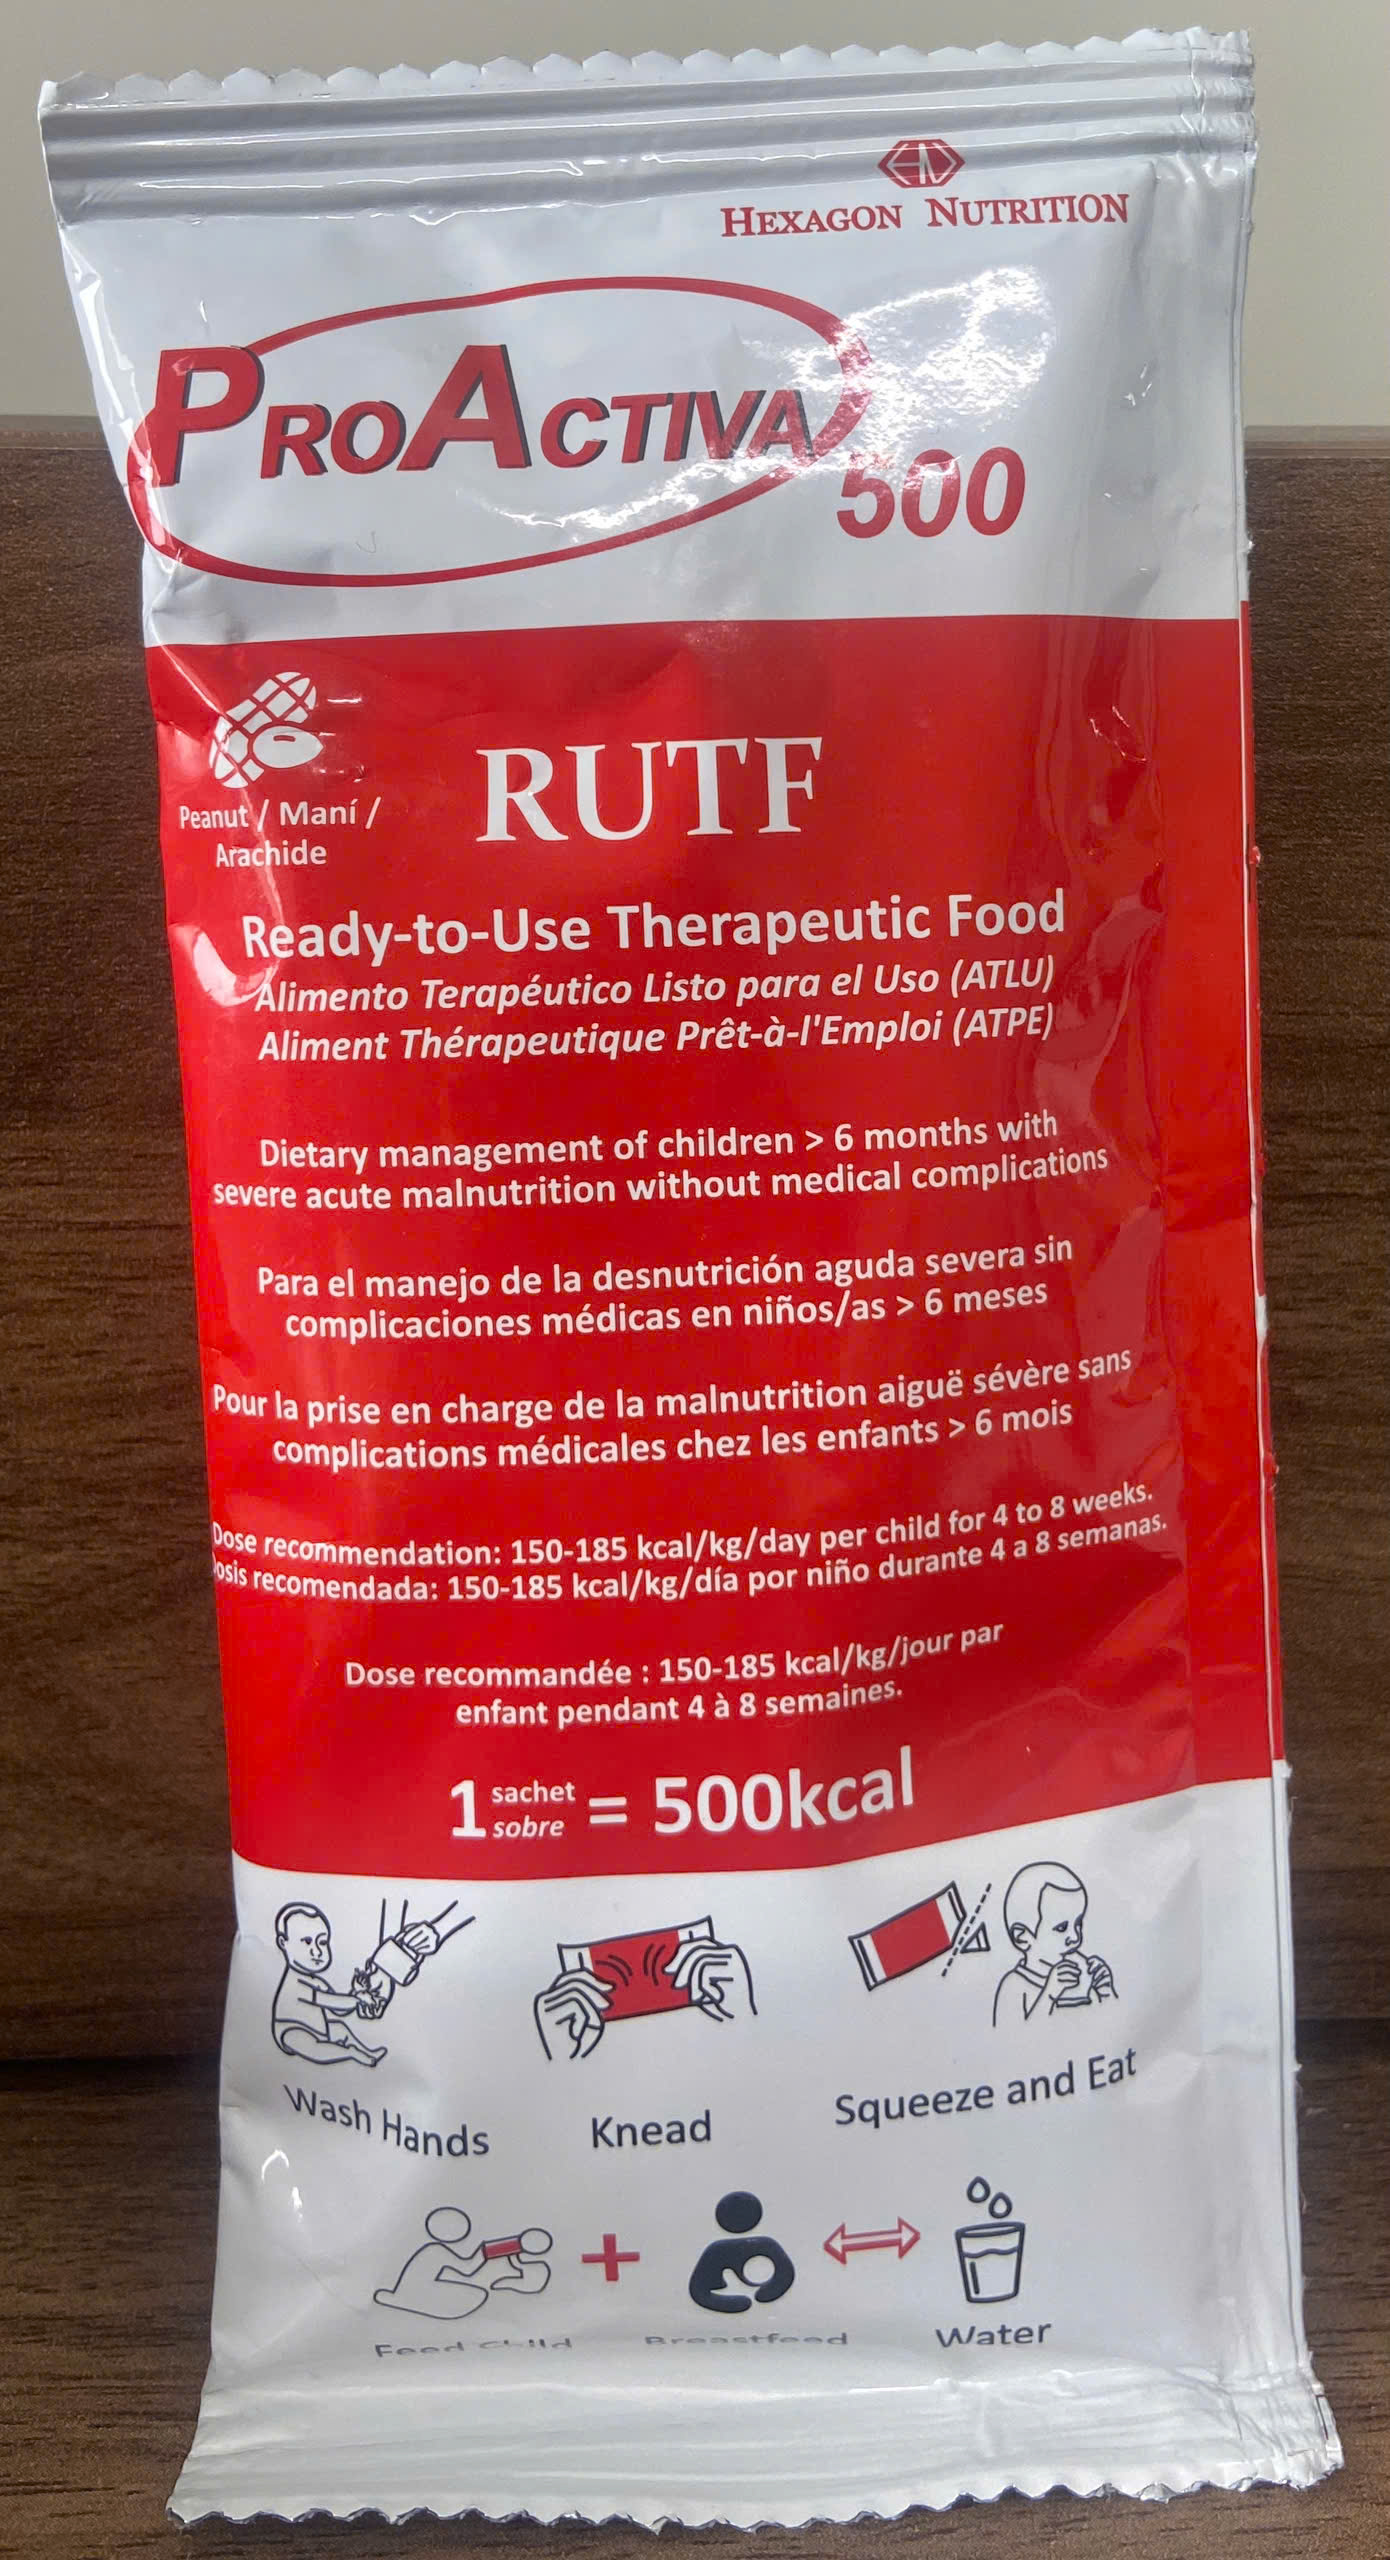 HEXAGON NUTRITION
PROACTIVA
500
Peanut / Maní /
Arachide
RUTF
Ready-to-Use Therapeutic Food
Alimento Terapéutico Listo para el Uso (ATLU)
Aliment Thérapeutique Prêt-à-l'Emploi (ATPE)
Dietary management of children > 6 months with
severe acute malnutrition without medical complications
Para el manejo de la desnutrición aguda severa sin
complicaciones médicas en niños/as > 6 meses
Pour la prise en charge de la malnutrition aiguë sévère sans
complications médicales chez les enfants > 6 mois
Dose recommendation: 150-185 kcal/kg/day per child for 4 to 8 weeks.
Dosis recomendada: 150-185 kcal/kg/día por niño durante 4 a 8 semanas.
Dose recommandée : 150-185 kcal/kg/jour par
enfant pendant 4 à 8 semaines.
1 sachet sobre = 500kcal
Wash Hands
Knead
Squeeze and Eat
Feed Child
Breastfeed
Water